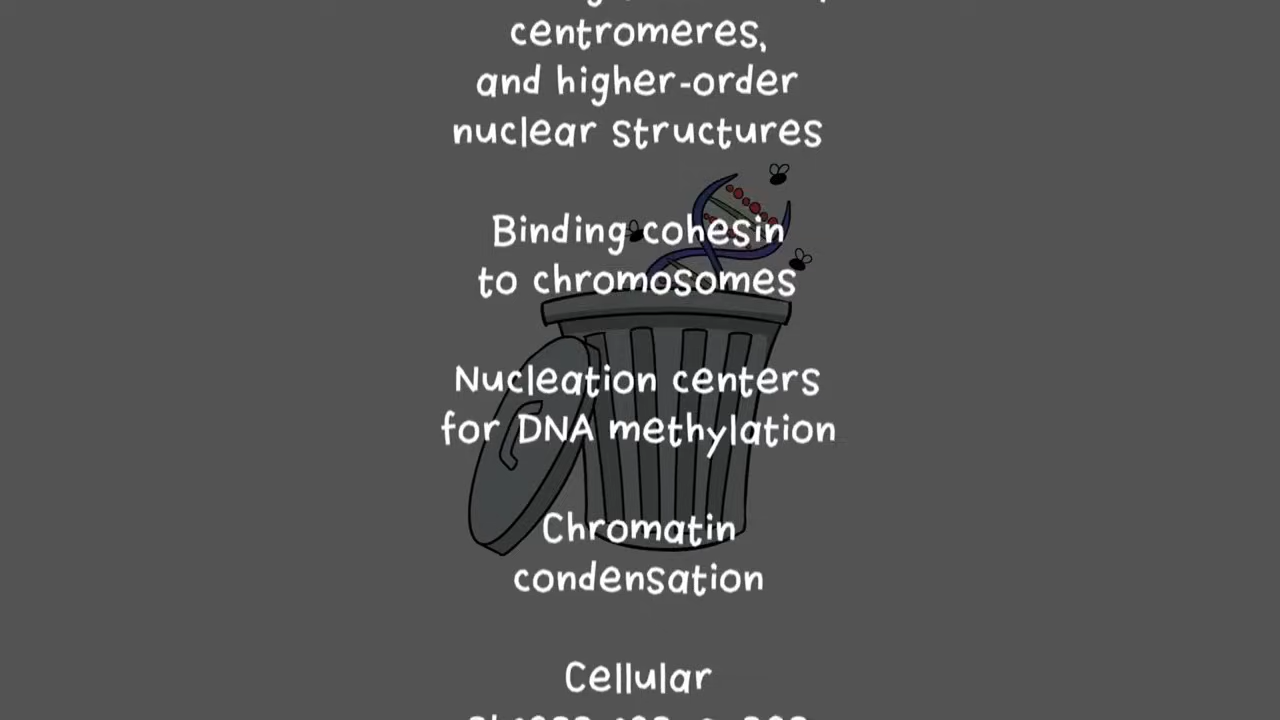 centromeres,
and higher-order
nuclear structures
Binding cohesin
to chromosomes
Nucleation centers
for DNA methylation
Chromatin
condensation
Cellular